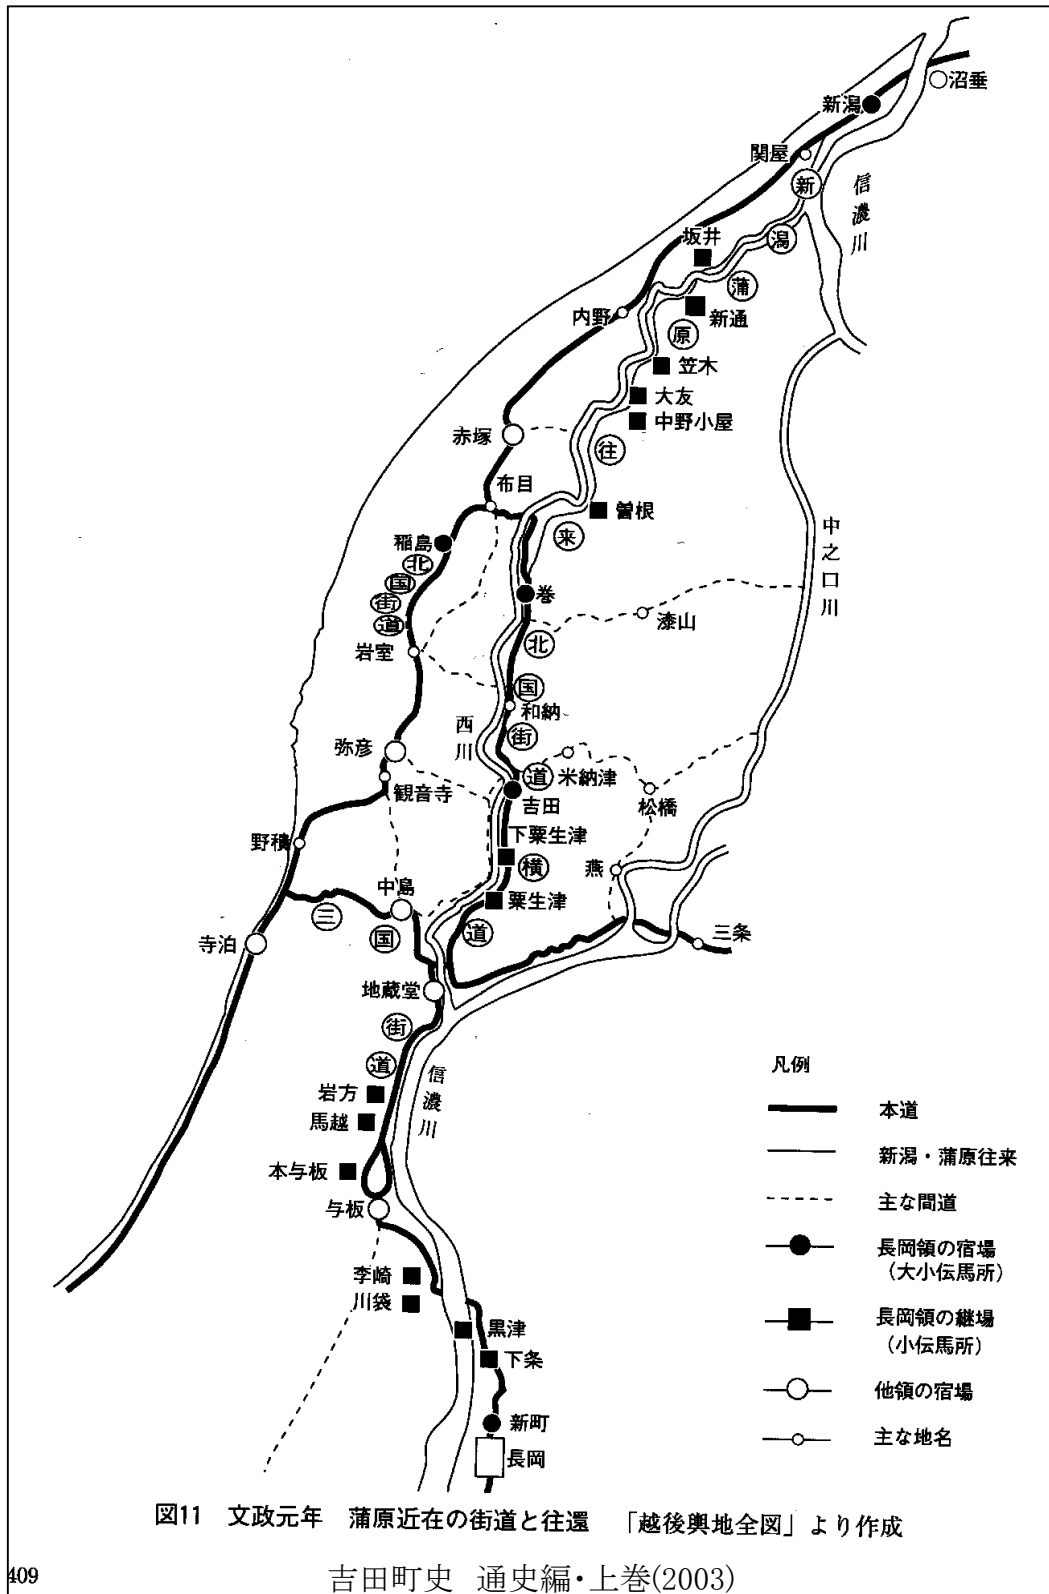 沼垂
新潟
関屋
新
潟
蒲
原
往
来
信濃川
坂井
内野
新通
笠木
大友
中野小屋
赤塚
布目
曽根
中之口川
稲島
北
国
街
道
巻
漆山
岩室
北
国
街
道
和納
西川
弥彦
観音寺
米納津
吉田
松橋
下粟生津
野積
横
道
燕
粟生津
中島
三
国
街
道
三条
寺泊
地蔵堂
信濃川
岩方
馬越
本与板
与板
李崎
川袋
黒津
下条
新町
長岡
凡例
本道
新潟・蒲原往来
主な間道
長岡領の宿場
（大小伝馬所）
長岡領の継場
（小伝馬所）
他領の宿場
主な地名
図11 文政元年 蒲原近在の街道と往還 「越後輿地全図」より作成
409
吉田町史 通史編・上巻(2003)